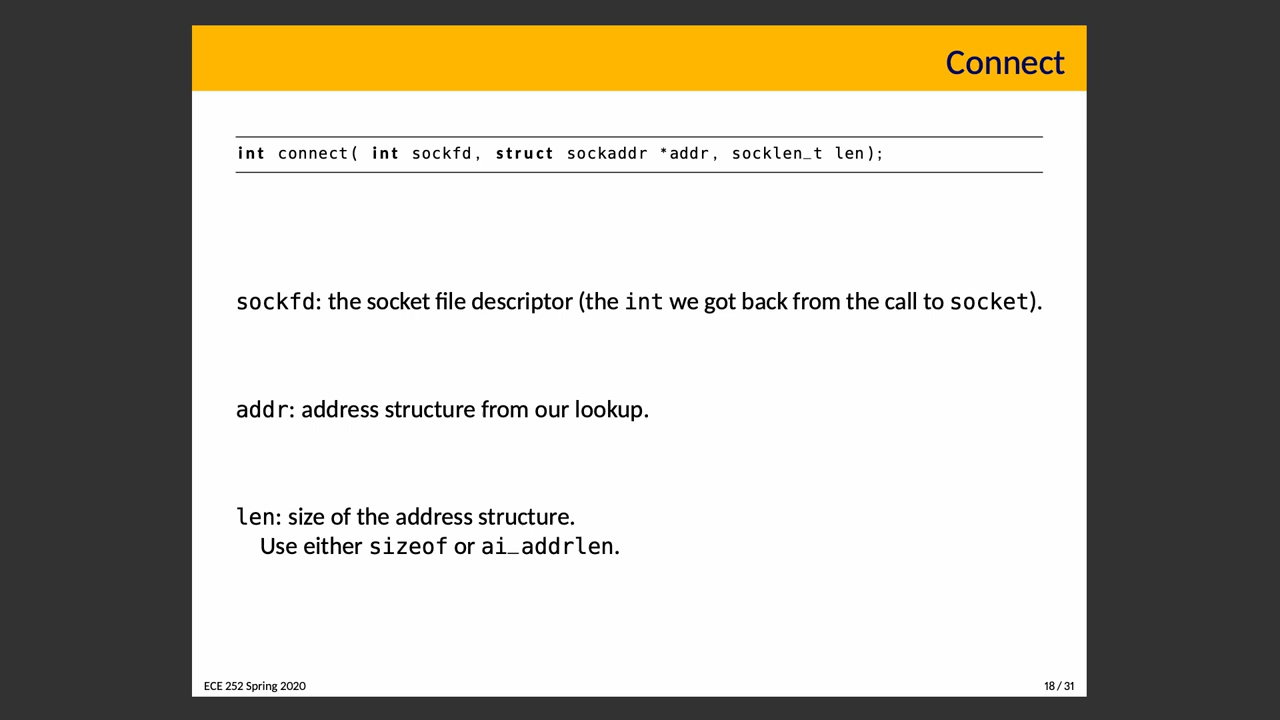 Connect
int connect( int sockfd, struct sockaddr *addr, socklen_t len);
sockfd: the socket file descriptor (the int we got back from the call to socket).
addr: address structure from our lookup.
len: size of the address structure.
Use either sizeof or ai_addrlen.
ECE 252 Spring 2020
18 / 31